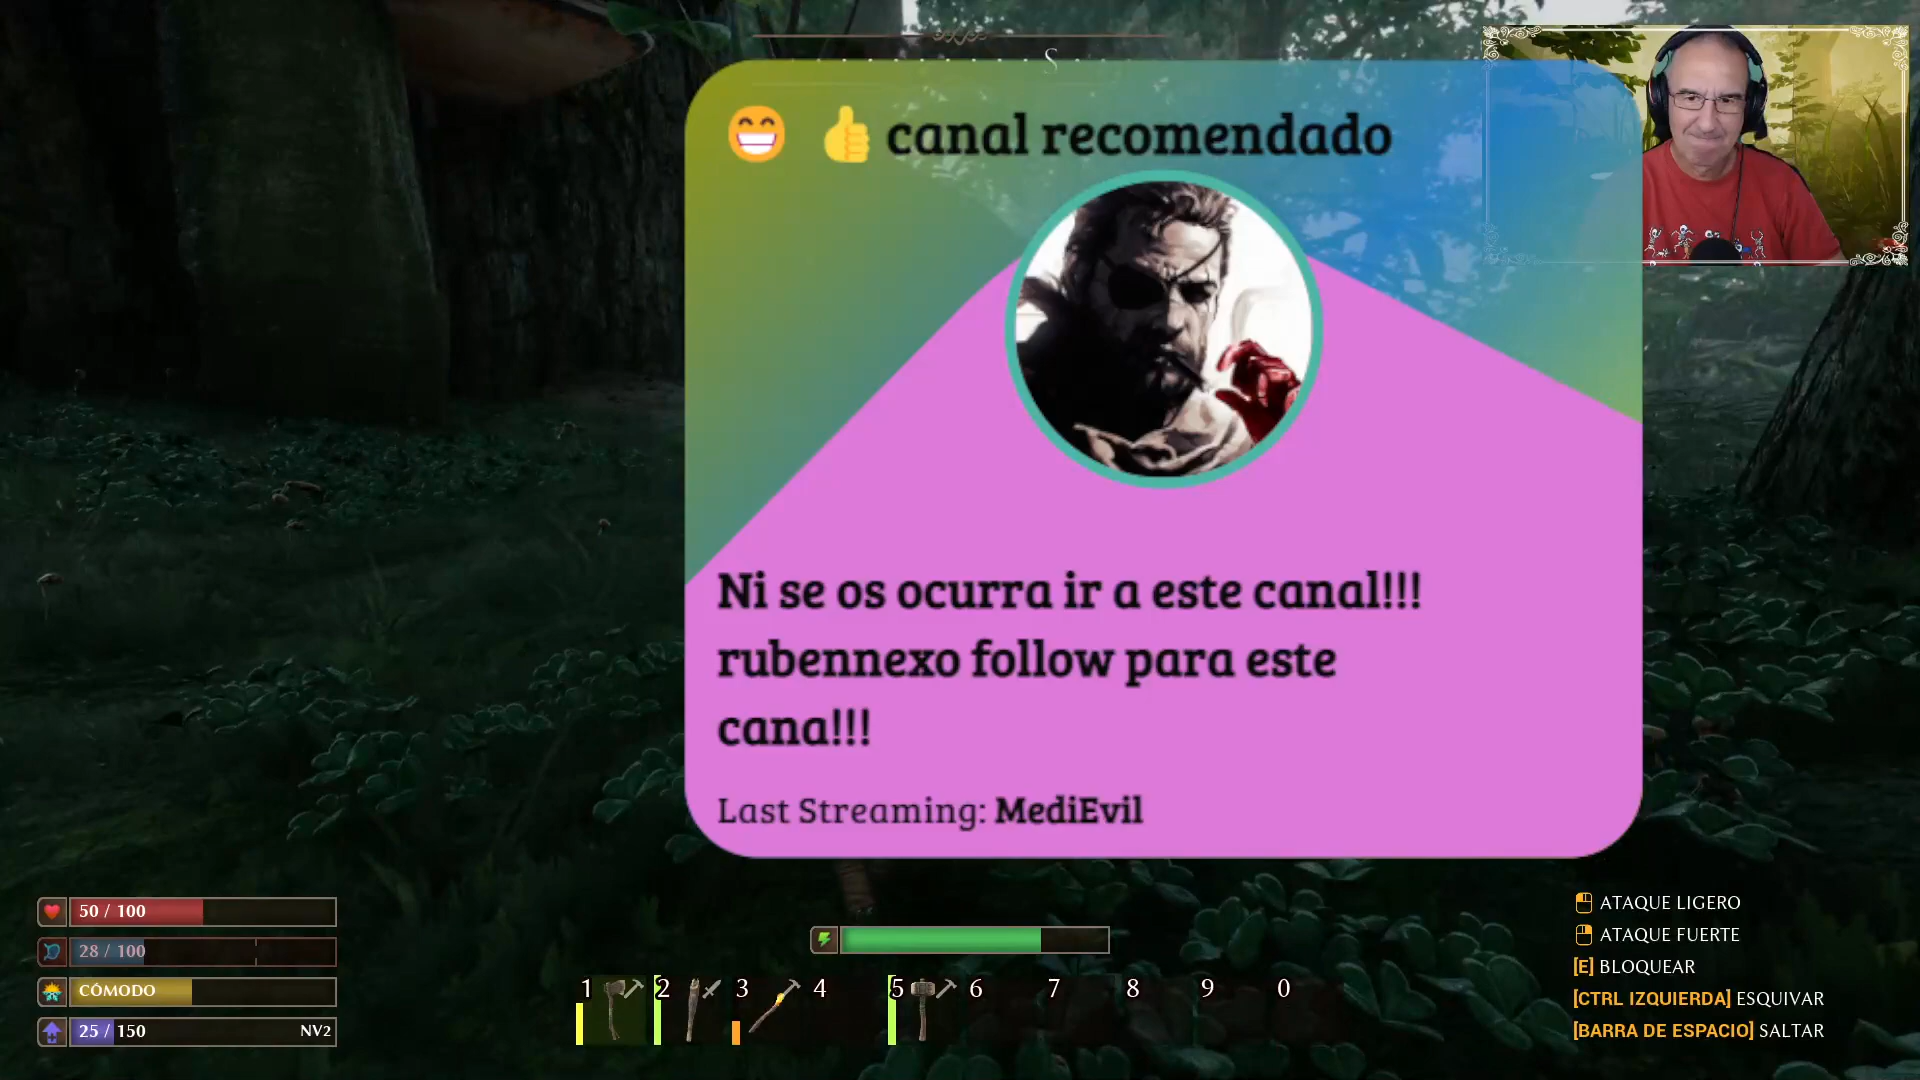 S
canal recomendado
Ni se os ocurra ir a este canal!!!
rubennexo follow para este
cana!!!
Last Streaming: MediEvil
50 / 100
28 / 100
CÓMODO
25 / 150 NV2
1 2 3 4 5 6 7 8 9 0
ATAQUE LIGERO
ATAQUE FUERTE
[E] BLOQUEAR
[CTRL IZQUIERDA] ESQUIVAR
[BARRA DE ESPACIO] SALTAR